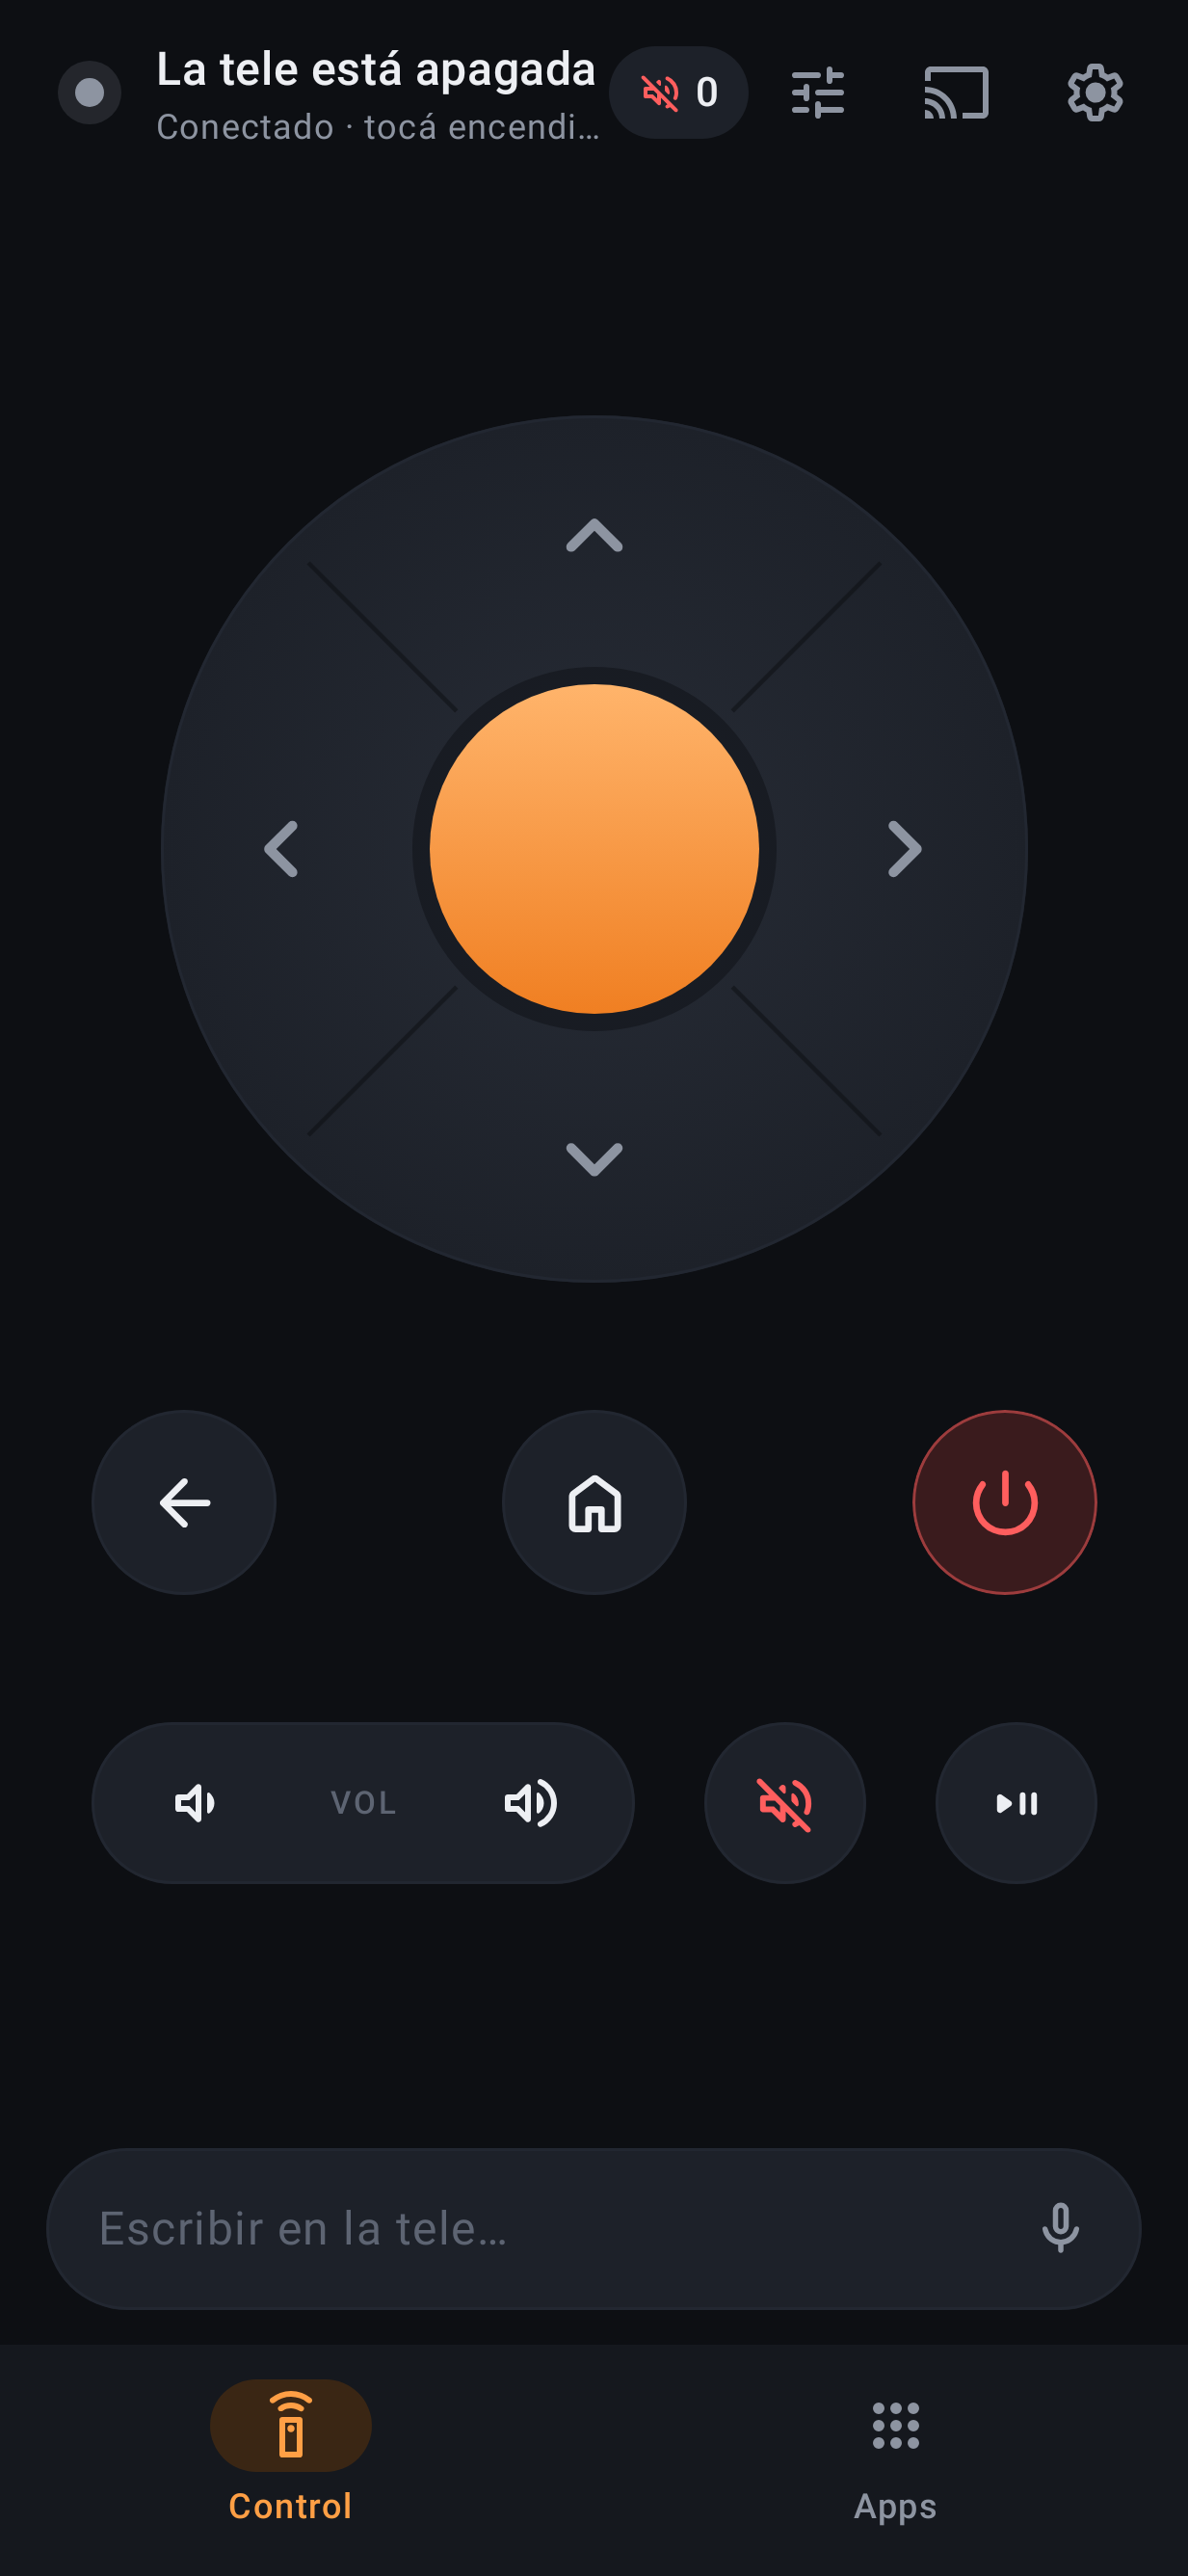 La tele está apagada
Conectado · tocá encendi…
0
VOL
Escribir en la tele…
Control
Apps